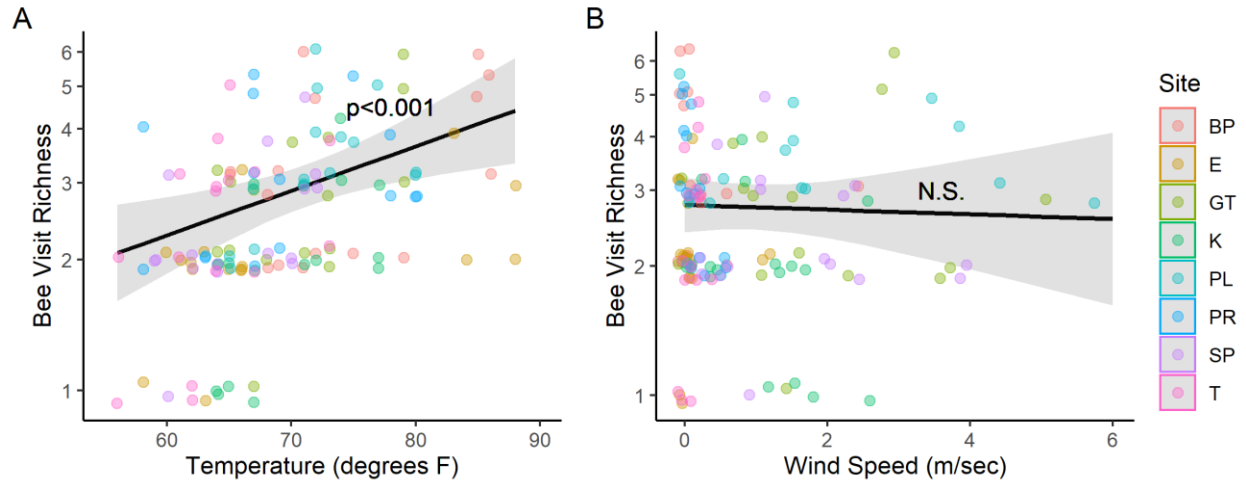 A
B
Bee Visit Richness
6
5
4
3
2
1
p<0.001
60
70
80
90
Temperature (degrees F)
Bee Visit Richness
6
5
4
3
2
1
N.S.
0
2
4
6
Wind Speed (m/sec)
Site
BP
E
GT
K
PL
PR
SP
T